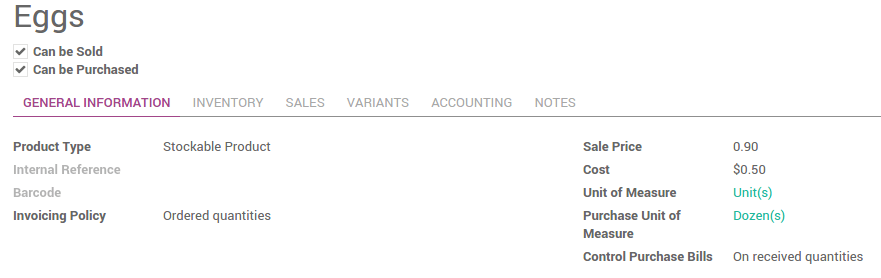 Eggs
Can be Sold
Can be Purchased
GENERAL INFORMATION INVENTORY SALES VARIANTS ACCOUNTING NOTES
Product Type Stockable Product Sale Price 0.90
Internal Reference Cost $0.50
Barcode Unit of Measure Unit(s)
Invoicing Policy Ordered quantities Purchase Unit of Dozen(s)
Measure
Control Purchase Bills On received quantities